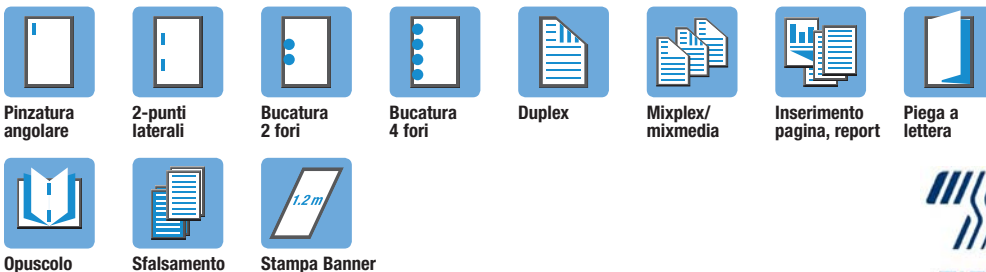 Pinzatura
angolare
2-punti
laterali
Bucatura
2 fori
Bucatura
4 fori
Duplex
Mixplex/
mixmedia
Inserimento
pagina, report
Piega a
lettera
1.2 m
Opuscolo
Sfalsamento
Stampa Banner